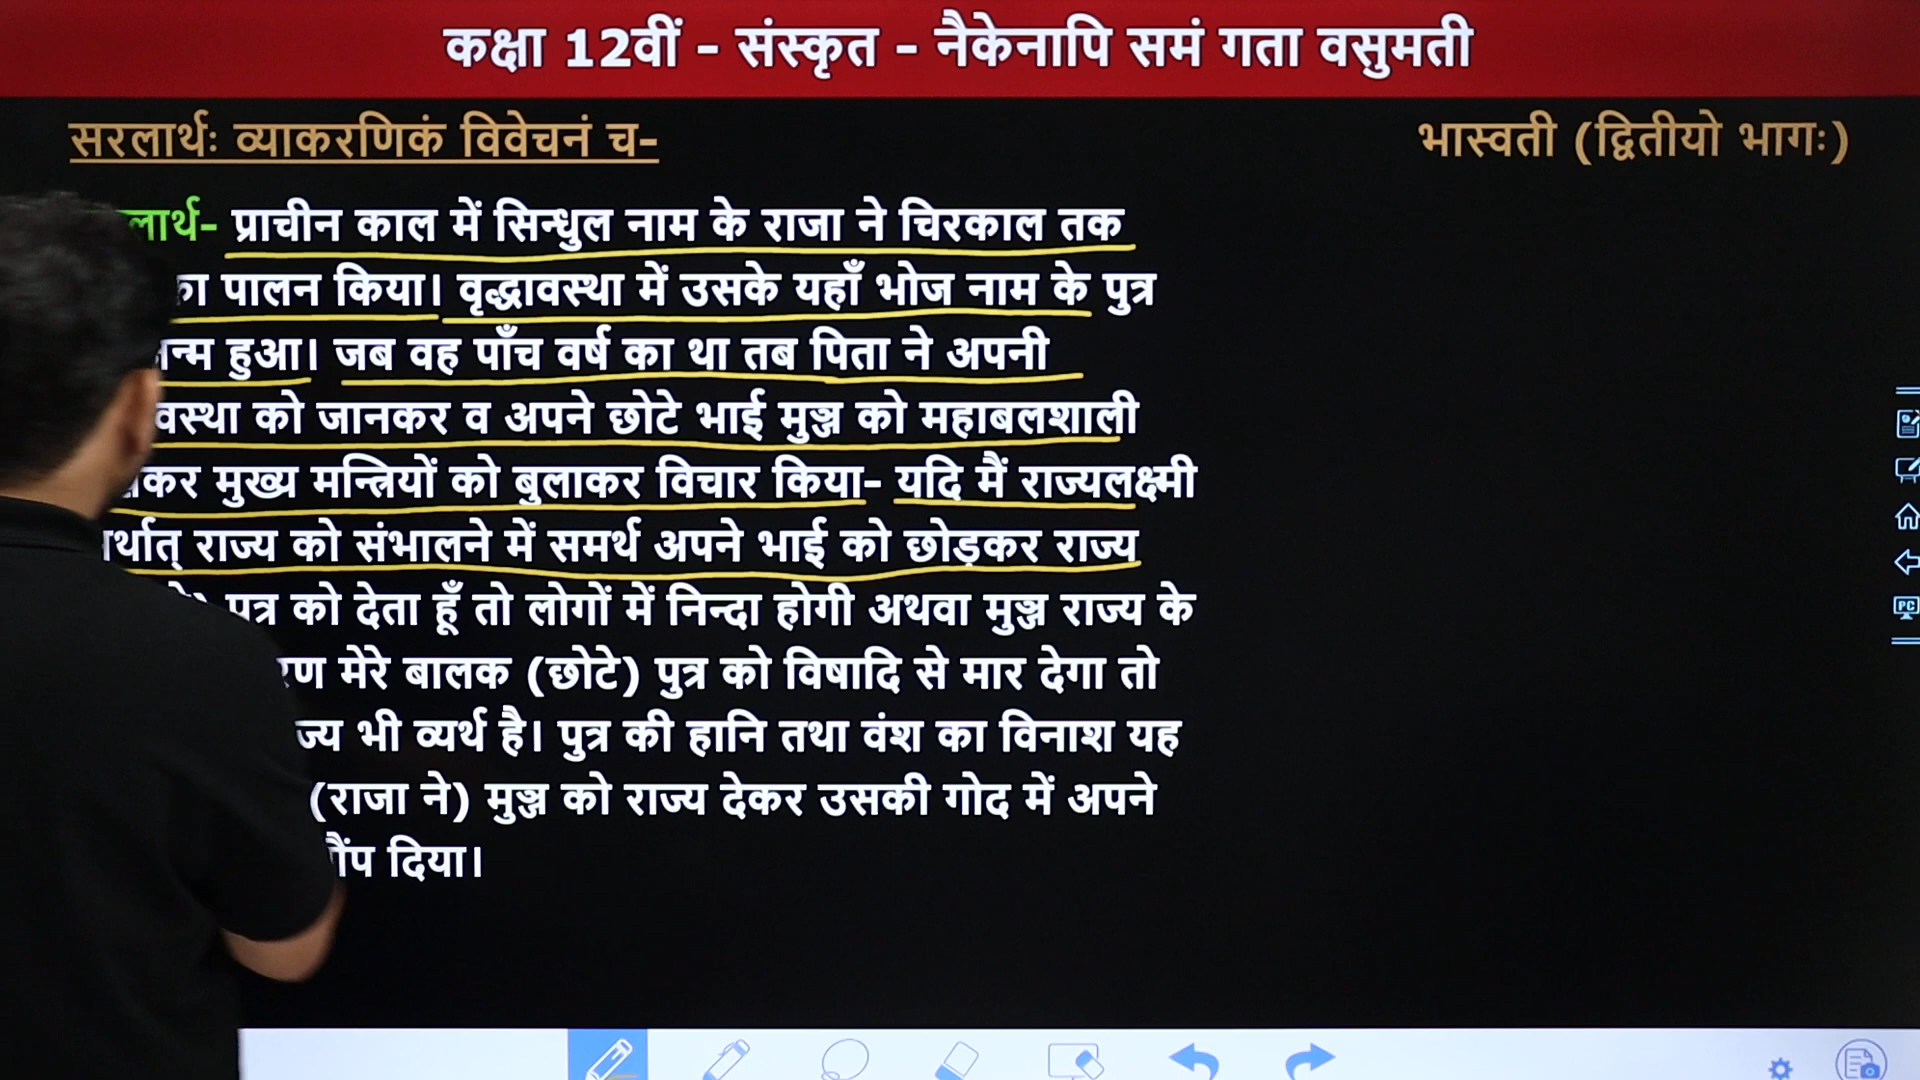 कक्षा 12वीं - संस्कृत - नैकेनापि समं गता वसुमती
सरलार्थः व्याकरणिकं विवेचनं च-
भास्वती (द्वितीयो भागः)
प्राचीन काल में सिन्धुल नाम के राजा ने चिरकाल तक
पालन किया। वृद्धावस्था में उसके यहाँ भोज नाम के पुत्र
हुआ। जब वह पाँच वर्ष का था तब पिता ने अपनी
को जानकर व अपने छोटे भाई मुञ्ज को महाबलशाली
मुख्य मन्त्रियों को बुलाकर विचार किया- यदि मैं राज्यलक्ष्मी
राज्य को संभालने में समर्थ अपने भाई को छोड़कर राज्य
पुत्र को देता हूँ तो लोगों में निन्दा होगी अथवा मुञ्ज राज्य के
मेरे बालक (छोटे) पुत्र को विषादि से मार देगा तो
भी व्यर्थ है। पुत्र की हानि तथा वंश का विनाश यह
(राजा ने) मुञ्ज को राज्य देकर उसकी गोद में अपने
दिया।
PC